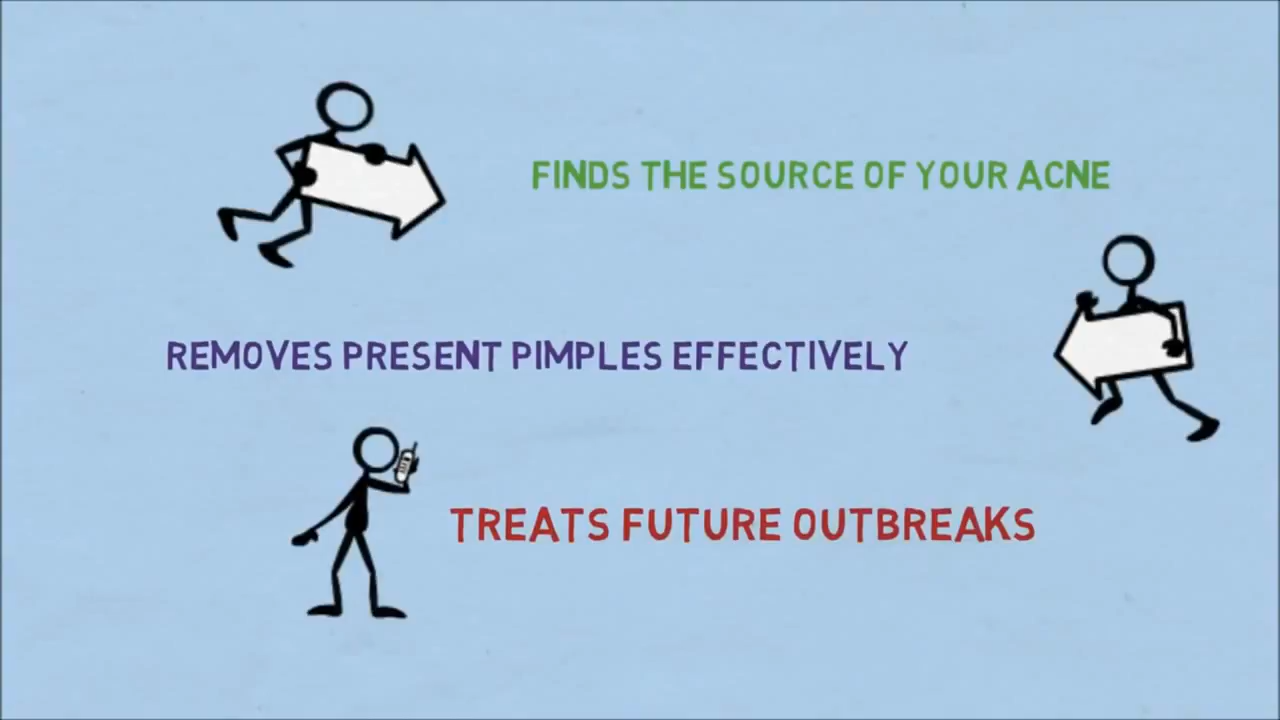 FINDS THE SOURCE OF YOUR ACNE
REMOVES PRESENT PIMPLES EFFECTIVELY
TREATS FUTURE OUTBREAKS